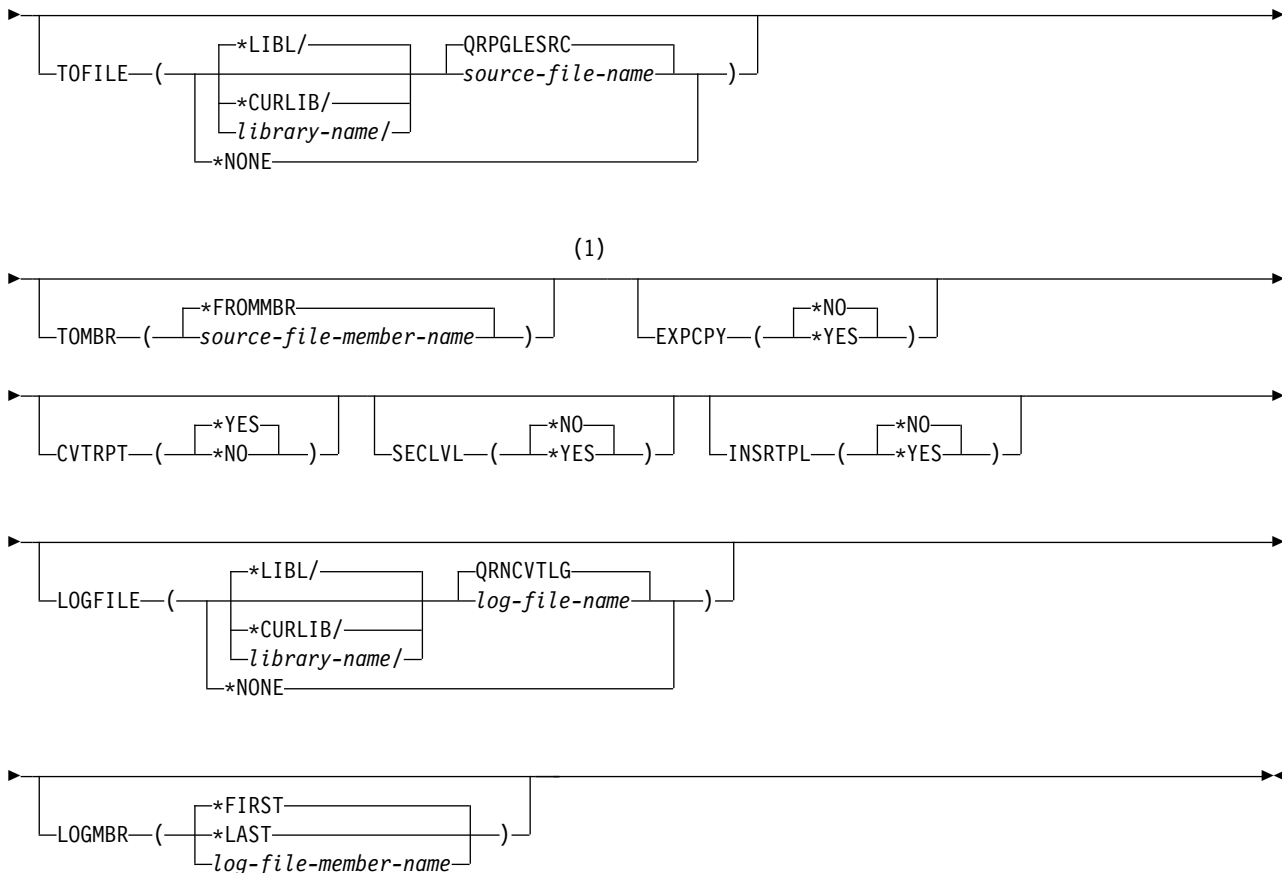 *LIBL/ QRPGLESRC
TOFILE ( source-file-name )
*CURLIB/
library-name/
*NONE
(1)
*FROMMBR *NO
TOMBR ( source-file-member-name ) EXPCPY ( *YES )
*YES *NO *NO
CVTRPT ( *NO ) SECLVL ( *YES ) INSRTPL ( *YES )
*LIBL/ QRNCVTLG
LOGFILE ( log-file-name )
*CURLIB/
library-name/
*NONE
*FIRST
LOGMBR ( *LAST )
log-file-member-name